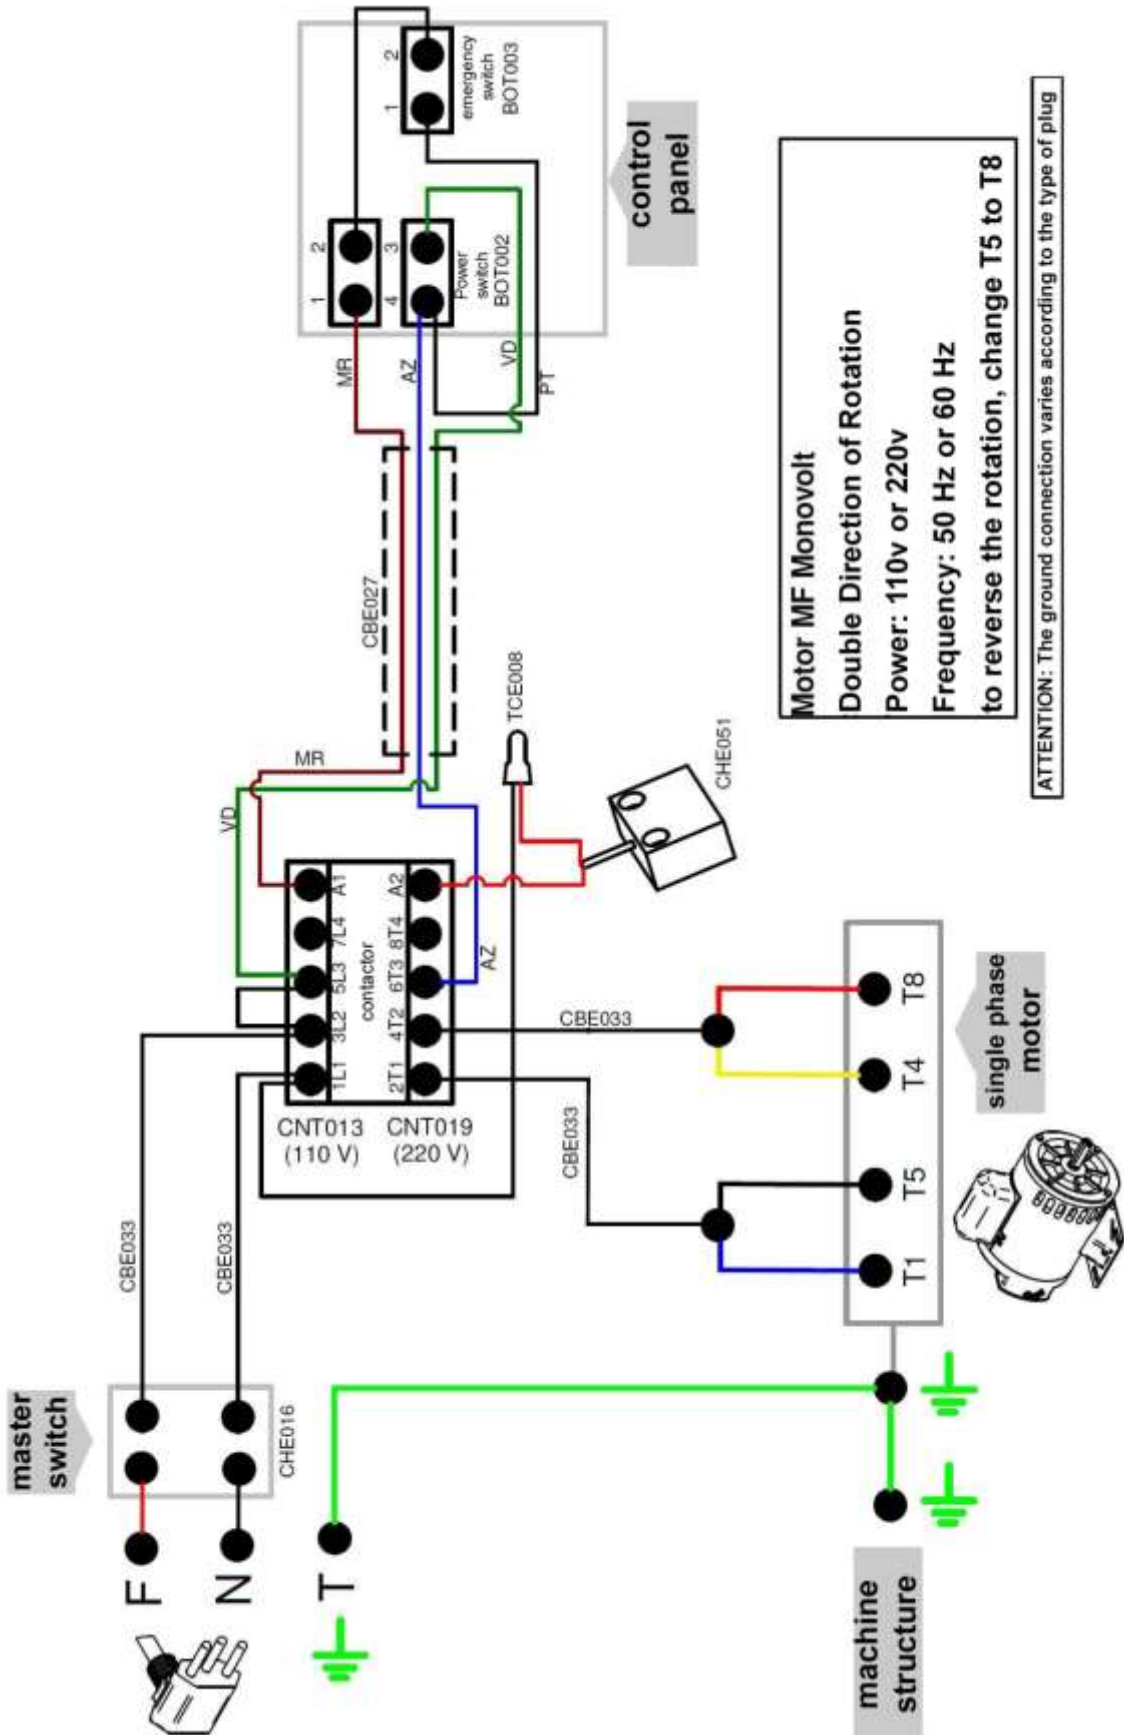 master
switch
F
N
T
CHE016
CBE033
CBE033
CNT013
(110 V)
CNT019
(220 V)
1L1
3L2
5L3
7L4
A1
contactor
2T1
4T2
6T3
8T4
A2
VD
MR
AZ
CBE027
TCE008
CHE051
CBE033
CBE033
MR
AZ
VD
PT
1
2
4
3
Power
switch
BOT002
1
2
emergency
switch
BOT003
control
panel
T1
T5
T4
T8
single phase
motor
machine
structure
Motor MF Monovolt
Double Direction of Rotation
Power: 110v or 220v
Frequency: 50 Hz or 60 Hz
to reverse the rotation, change T5 to T8
ATTENTION: The ground connection varies according to the type of plug